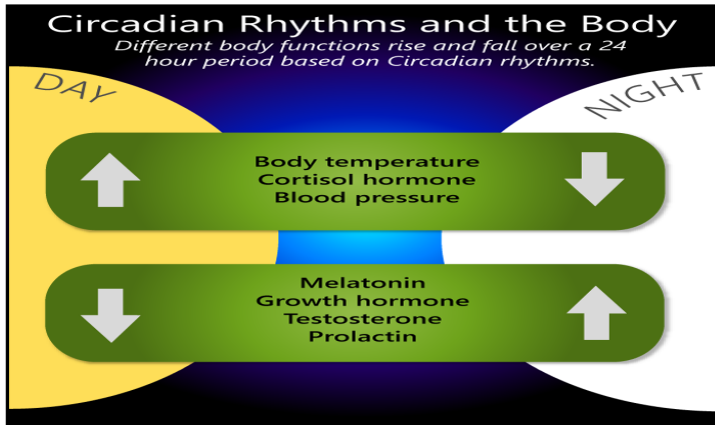 Circadian Rhythms and the Body
Different body functions rise and fall over a 24
hour period based on Circadian rhythms.
DAY
NIGHT
Body temperature
Cortisol hormone
Blood pressure
Melatonin
Growth hormone
Testosterone
Prolactin